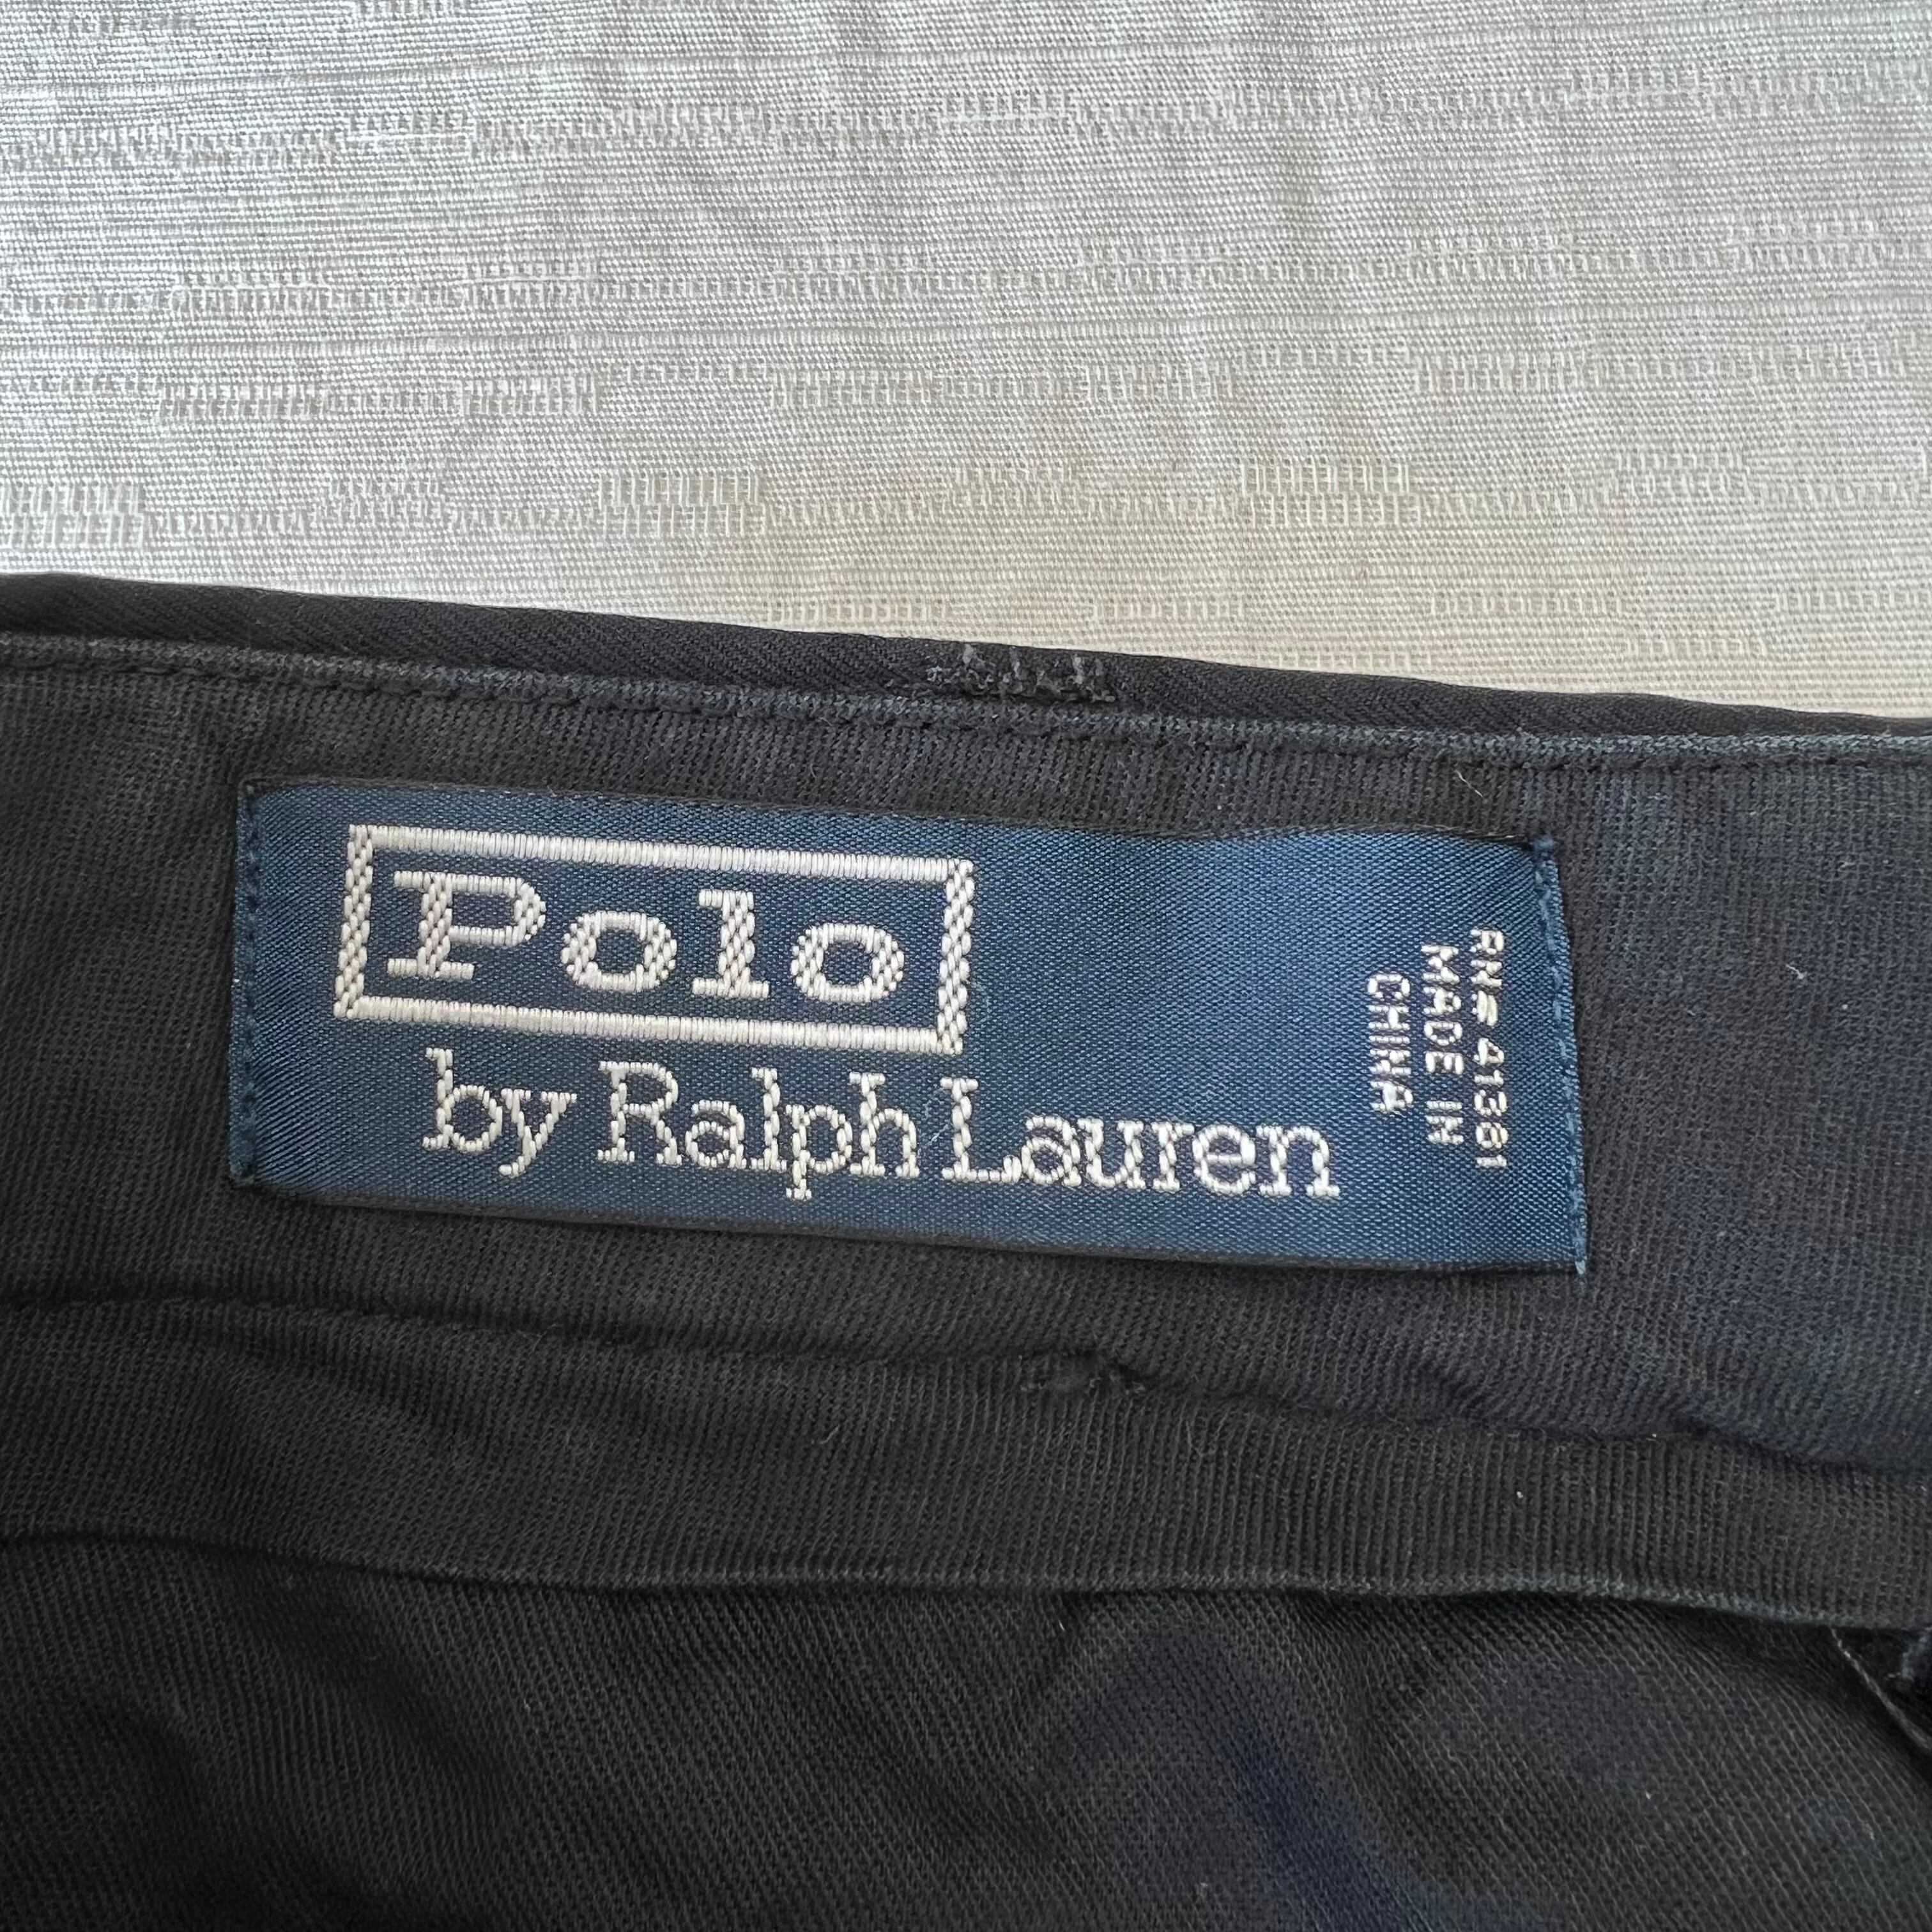 Polo
by Ralph Lauren
RN≗ 41381
MADE IN
CHINA